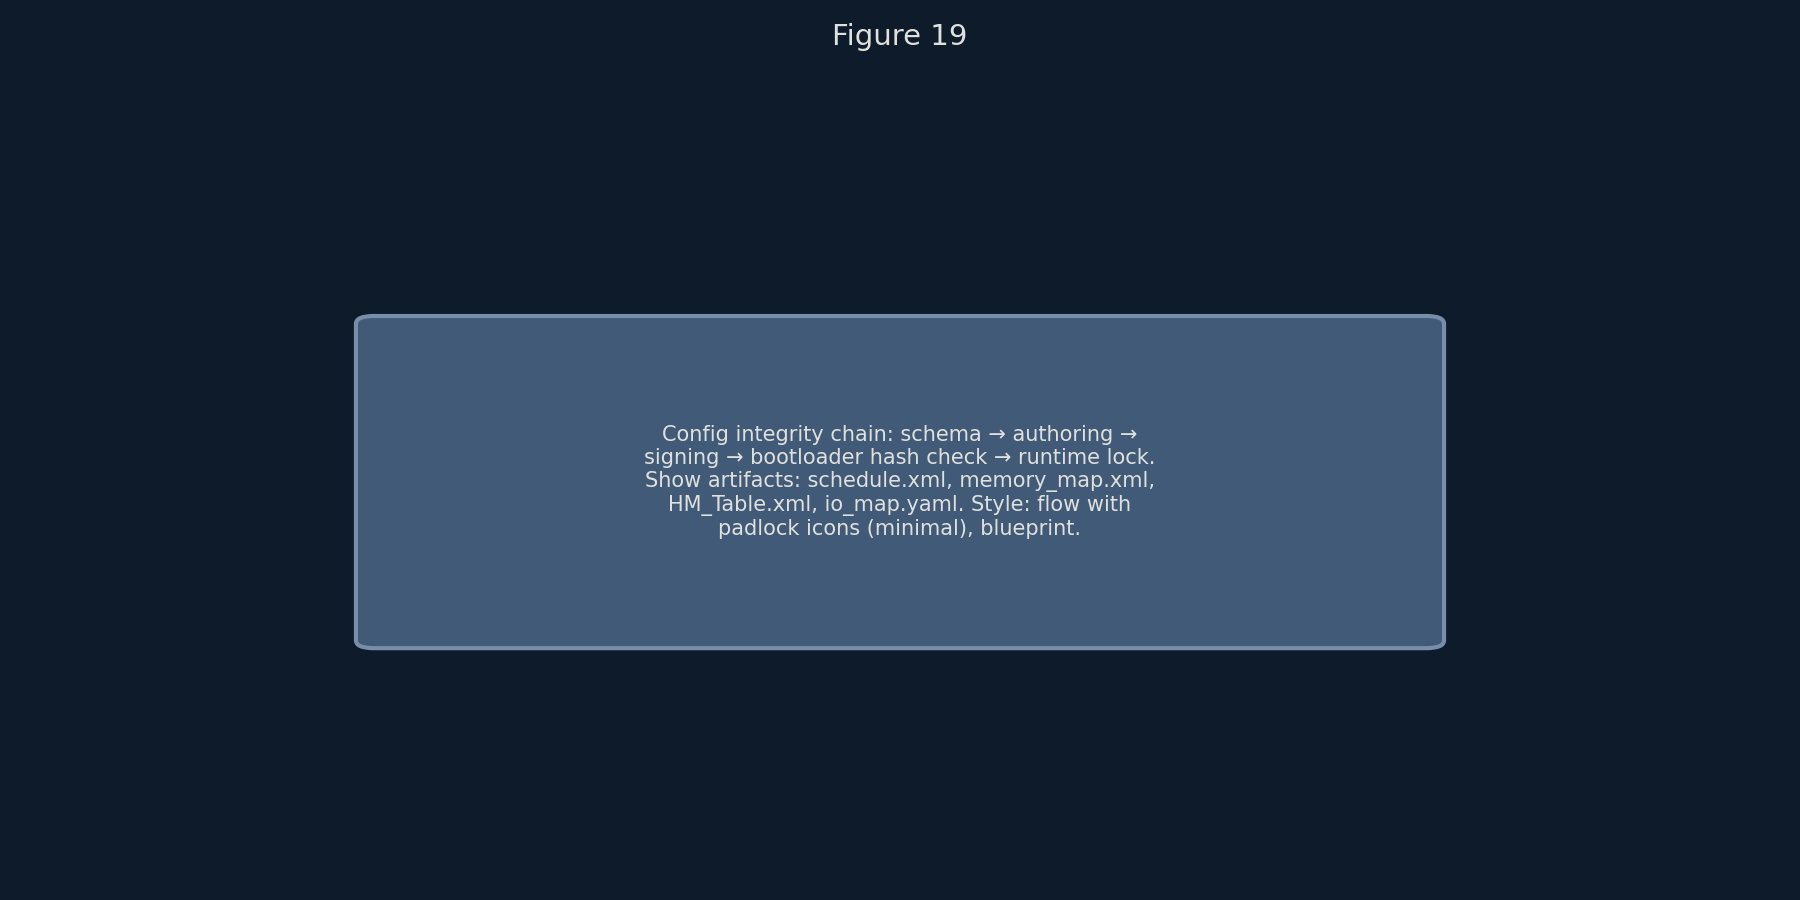 Figure 19
Config integrity chain: schema → authoring →
signing → bootloader hash check → runtime lock.
Show artifacts: schedule.xml, memory_map.xml,
HM_Table.xml, io_map.yaml. Style: flow with
padlock icons (minimal), blueprint.